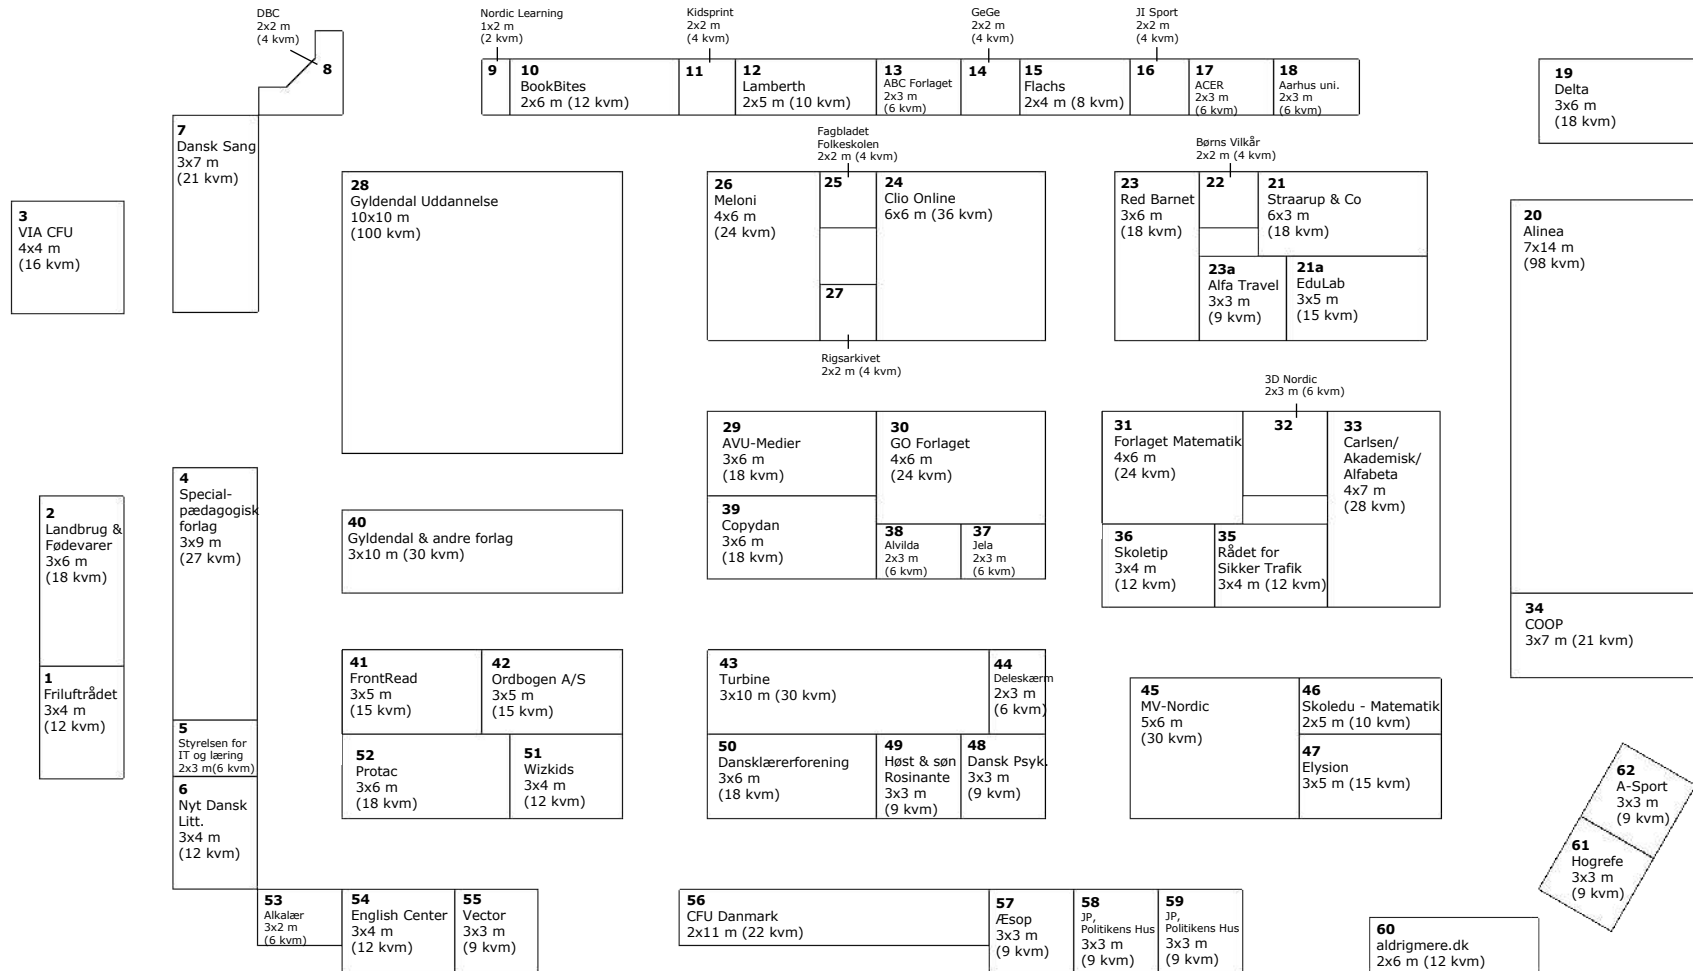 DBC
2x2 m
(4 kvm)
8
Nordic Learning
1x2 m
(2 kvm)
9
10
BookBites
2x6 m (12 kvm)
Kidsprint
2x2 m
(4 kvm)
11
12
Lamberth
2x5 m (10 kvm)
13
ABC Forlaget
2x3 m
(6 kvm)
GeGe
2x2 m
(4 kvm)
14
15
Flachs
2x4 m (8 kvm)
JI Sport
2x2 m
(4 kvm)
16
17
ACER
2x3 m
(6 kvm)
18
Aarhus uni.
2x3 m
(6 kvm)
19
Delta
3x6 m
(18 kvm)
7
Dansk Sang
3x7 m
(21 kvm)
3
VIA CFU
4x4 m
(16 kvm)
28
Gyldendal Uddannelse
10x10 m
(100 kvm)
26
Meloni
4x6 m
(24 kvm)
Fagbladet
Folkeskolen
2x2 m (4 kvm)
25
24
Clio Online
6x6 m (36 kvm)
27
Rigsarkivet
2x2 m (4 kvm)
23
Red Barnet
3x6 m
(18 kvm)
Børns Vilkår
2x2 m (4 kvm)
22
21
Straarup & Co
6x3 m
(18 kvm)
23a
Alfa Travel
3x3 m
(9 kvm)
21a
EduLab
3x5 m
(15 kvm)
20
Alinea
7x14 m
(98 kvm)
29
AVU-Medier
3x6 m
(18 kvm)
30
GO Forlaget
4x6 m
(24 kvm)
39
Copydan
3x6 m
(18 kvm)
38
Alvilda
2x3 m
(6 kvm)
37
Jela
2x3 m
(6 kvm)
31
Forlaget Matematik
4x6 m
(24 kvm)
3D Nordic
2x3 m (6 kvm)
32
33
Carlsen/
Akademisk/
Alfabeta
4x7 m
(28 kvm)
36
Skoletip
3x4 m
(12 kvm)
35
Rådet for
Sikker Trafik
3x4 m (12 kvm)
34
COOP
3x7 m (21 kvm)
4
Special-
pædagogisk
forlag
3x9 m
(27 kvm)
2
Landbrug &
Fødevarer
3x6 m
(18 kvm)
40
Gyldendal & andre forlag
3x10 m (30 kvm)
1
Friluftrådet
3x4 m
(12 kvm)
5
Styrelsen for
IT og læring
2x3 m(6 kvm)
6
Nyt Dansk
Litt.
3x4 m
(12 kvm)
41
FrontRead
3x5 m
(15 kvm)
42
Ordbogen A/S
3x5 m
(15 kvm)
52
Protac
3x6 m
(18 kvm)
51
Wizkids
3x4 m
(12 kvm)
43
Turbine
3x10 m (30 kvm)
44
Deleskærm
2x3 m
(6 kvm)
50
Dansklærerforening
3x6 m
(18 kvm)
49
Høst & søn
Rosinante
3x3 m
(9 kvm)
48
Dansk Psyk.
3x3 m
(9 kvm)
45
MV-Nordic
5x6 m
(30 kvm)
46
Skoledu - Matematik
2x5 m (10 kvm)
47
Elysion
3x5 m (15 kvm)
62
A-Sport
3x3 m
(9 kvm)
61
Hogrefe
3x3 m
(9 kvm)
53
Alkalær
3x2 m
(6 kvm)
54
English Center
3x4 m
(12 kvm)
55
Vector
3x3 m
(9 kvm)
56
CFU Danmark
2x11 m (22 kvm)
57
Æsop
3x3 m
(9 kvm)
58
JP,
Politikens Hus
3x3 m
(9 kvm)
59
JP,
Politikens Hus
3x3 m
(9 kvm)
60
aldrigmere.dk
2x6 m (12 kvm)